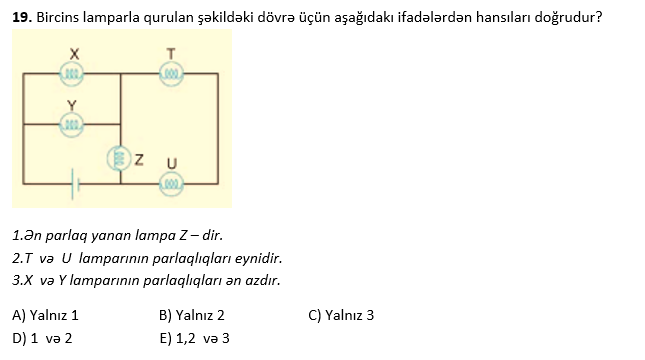 19. Bircins lamparla qurulan şəkildəki dövrə üçün aşağıdakı ifadələrdən hansıları doğrudur?
X T
Y
Z U
1.Ən parlaq yanan lampa Z – dir.
2.T və U lamparının parlaqlıqları eynidir.
3.X və Y lamparının parlaqlıqları ən azdır.
A) Yalnız 1 B) Yalnız 2 C) Yalnız 3
D) 1 və 2 E) 1,2 və 3